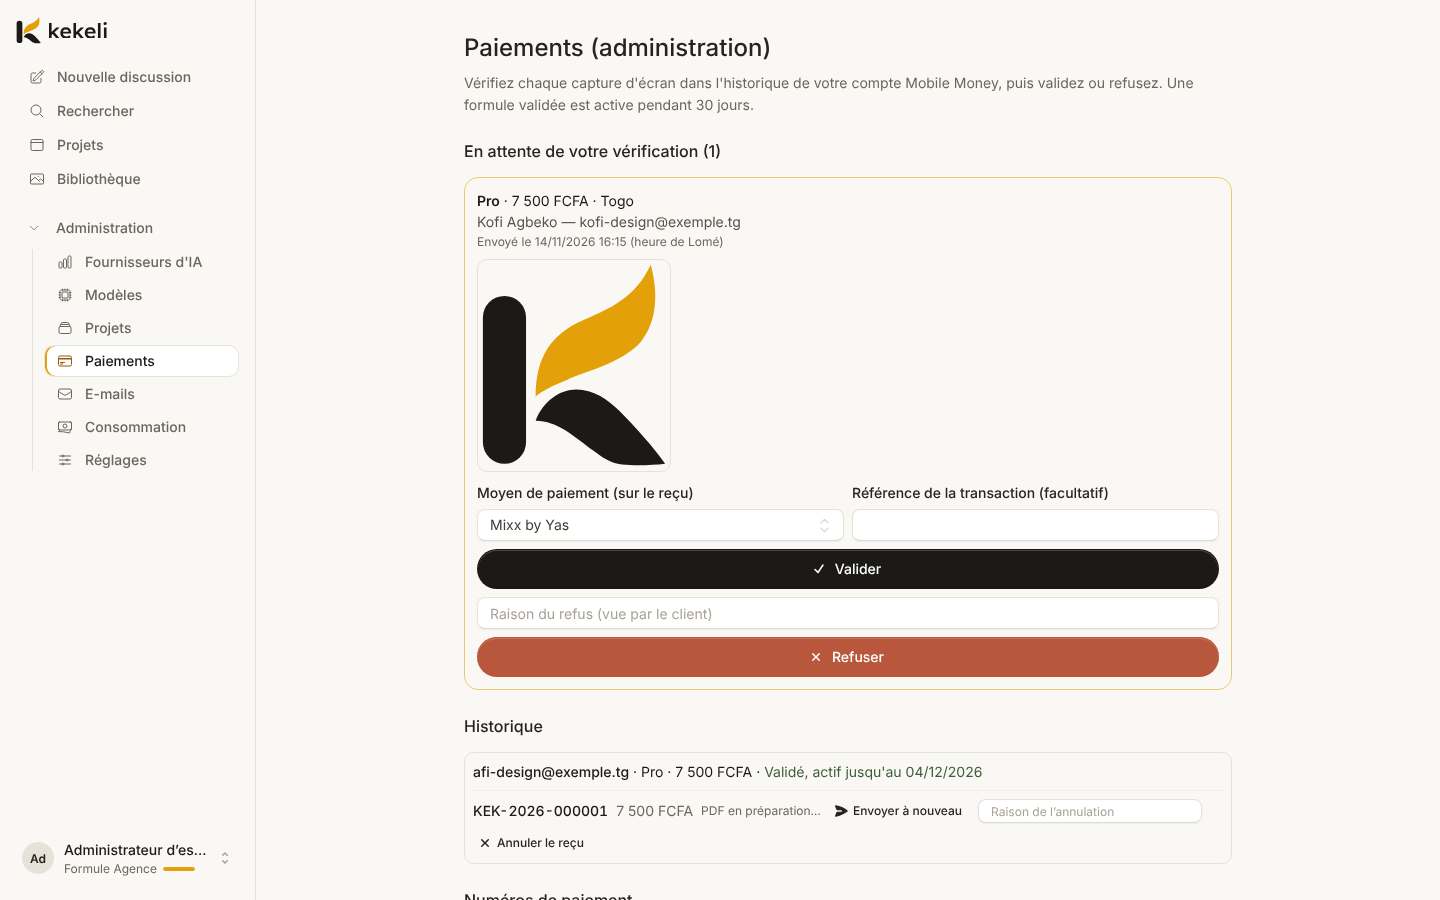 kekeli
Nouvelle discussion
Rechercher
Projets
Bibliothèque
Administration
Fournisseurs d'IA
Modèles
Projets
Paiements
E-mails
Consommation
Réglages
Ad
Administrateur d’es...
Formule Agence
Paiements (administration)
Vérifiez chaque capture d'écran dans l'historique de votre compte Mobile Money, puis validez ou refusez. Une
formule validée est active pendant 30 jours.
En attente de votre vérification (1)
Pro · 7 500 FCFA · Togo
Kofi Agbeko — kofi-design@exemple.tg
Envoyé le 14/11/2026 16:15 (heure de Lomé)
Moyen de paiement (sur le reçu)
Référence de la transaction (facultatif)
Mixx by Yas
Valider
Raison du refus (vue par le client)
Refuser
Historique
afi-design@exemple.tg · Pro · 7 500 FCFA · Validé, actif jusqu'au 04/12/2026
KEK-2026-000001 7 500 FCFA PDF en préparation... Envoyer à nouveau Raison de l’annulation
Annuler le reçu
Numéros de paiement